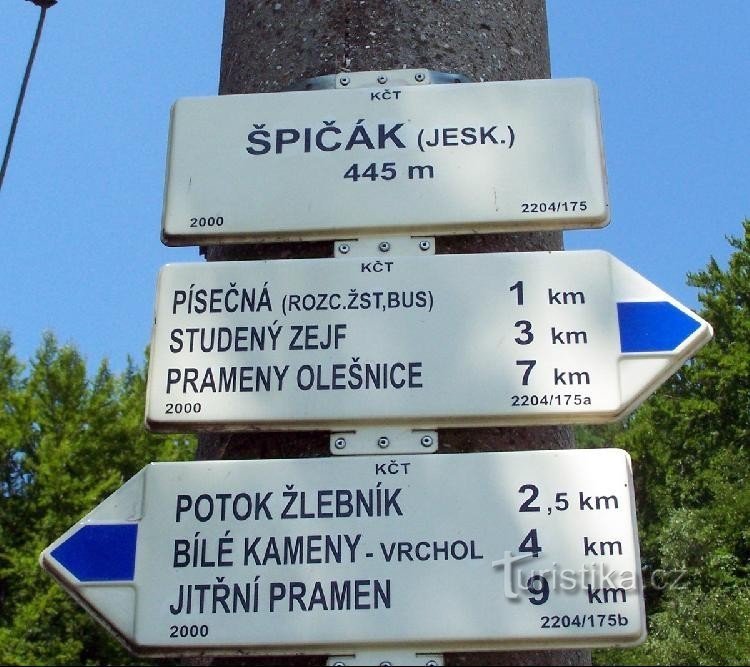 KČT
ŠPIČÁK (JESK.)
445 m
2000 2204/175
KČT
PÍSEČNÁ (ROZC.ŽST,BUS) 1 km
STUDENÝ ZEJF 3 km
PRAMENY OLEŠNICE 7 km
2000 2204/175a
KČT
POTOK ŽLEBNÍK 2,5 km
BÍLÉ KAMENY - VRCHOL 4 km
turistika.cz
JITŘNÍ PRAMEN 9 km
2000 2204/175b